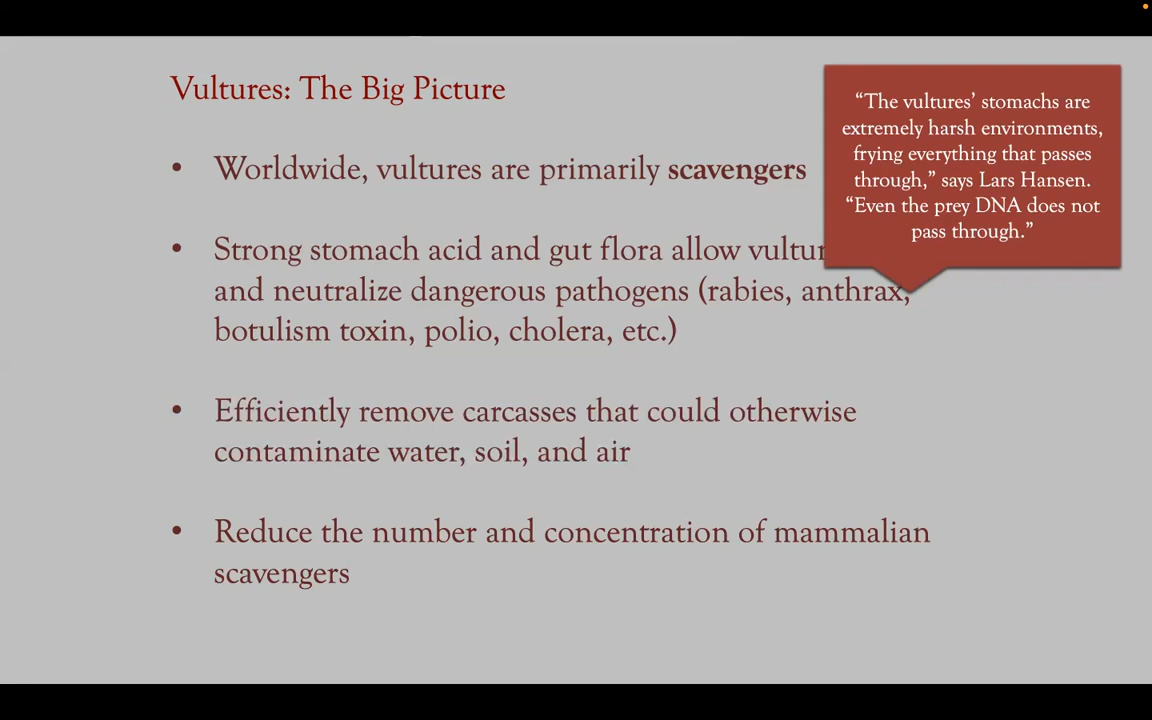 Vultures: The Big Picture
• Worldwide, vultures are primarily scavengers
• Strong stomach acid and gut flora allow
and neutralize dangerous pathogens (rabies, anthrax,
botulism toxin, polio, cholera, etc.)
• Efficiently remove carcasses that could otherwise
contaminate water, soil, and air
• Reduce the number and concentration of mammalian
scavengers
“The vultures’ stomachs are
extremely harsh environments,
frying everything that passes
through,” says Lars Hansen.
“Even the prey DNA does not
pass through.”